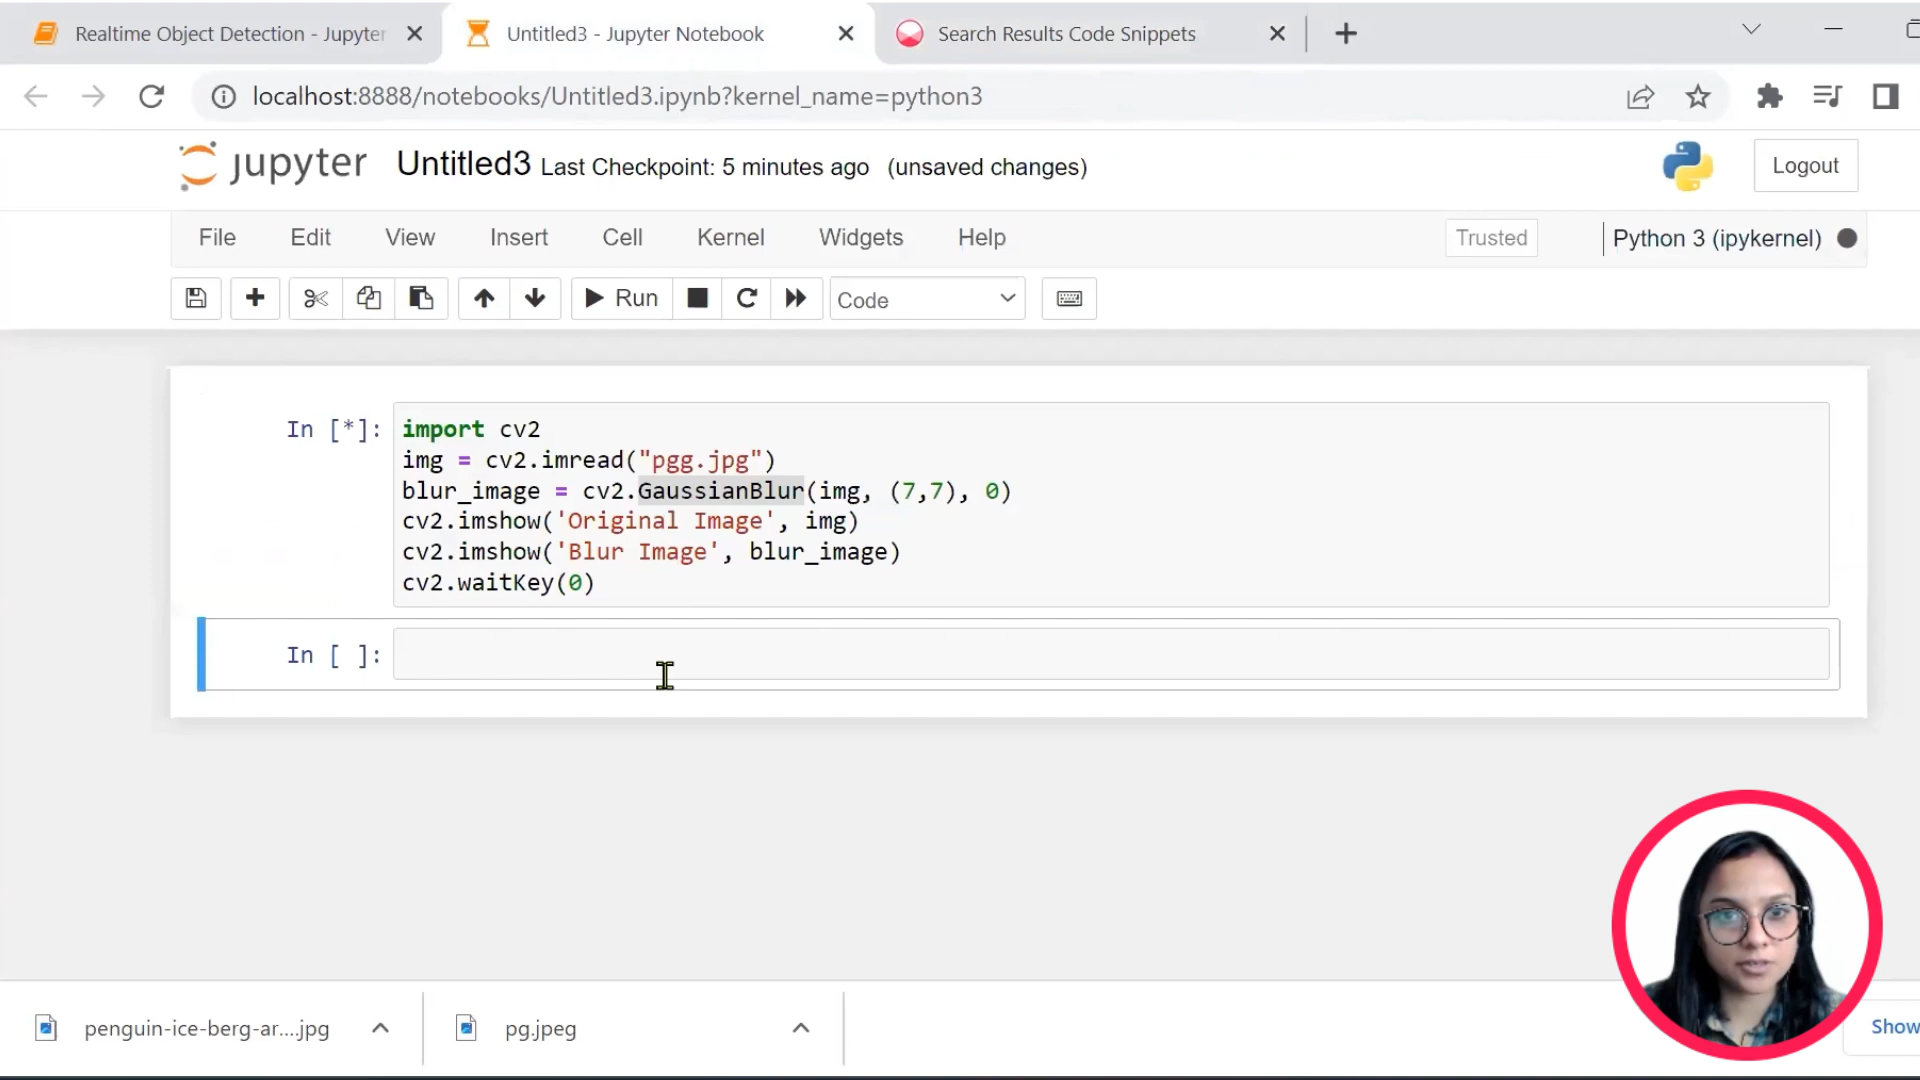 Realtime Object Detection - Jupyter
Untitled3 - Jupyter Notebook
Search Results Code Snippets
localhost:8888/notebooks/Untitled3.ipynb?kernel_name=python3
jupyter Untitled3 Last Checkpoint: 5 minutes ago (unsaved changes)
Logout
File Edit View Insert Cell Kernel Widgets Help
Trusted
Python 3 (ipykernel)
Run
Code
In [*]:
import cv2
img = cv2.imread("pgg.jpg")
blur_image = cv2.GaussianBlur(img, (7,7), 0)
cv2.imshow('Original Image', img)
cv2.imshow('Blur Image', blur_image)
cv2.waitKey(0)
In [ ]:
penguin-ice-berg-ar....jpg
pg.jpeg
Show